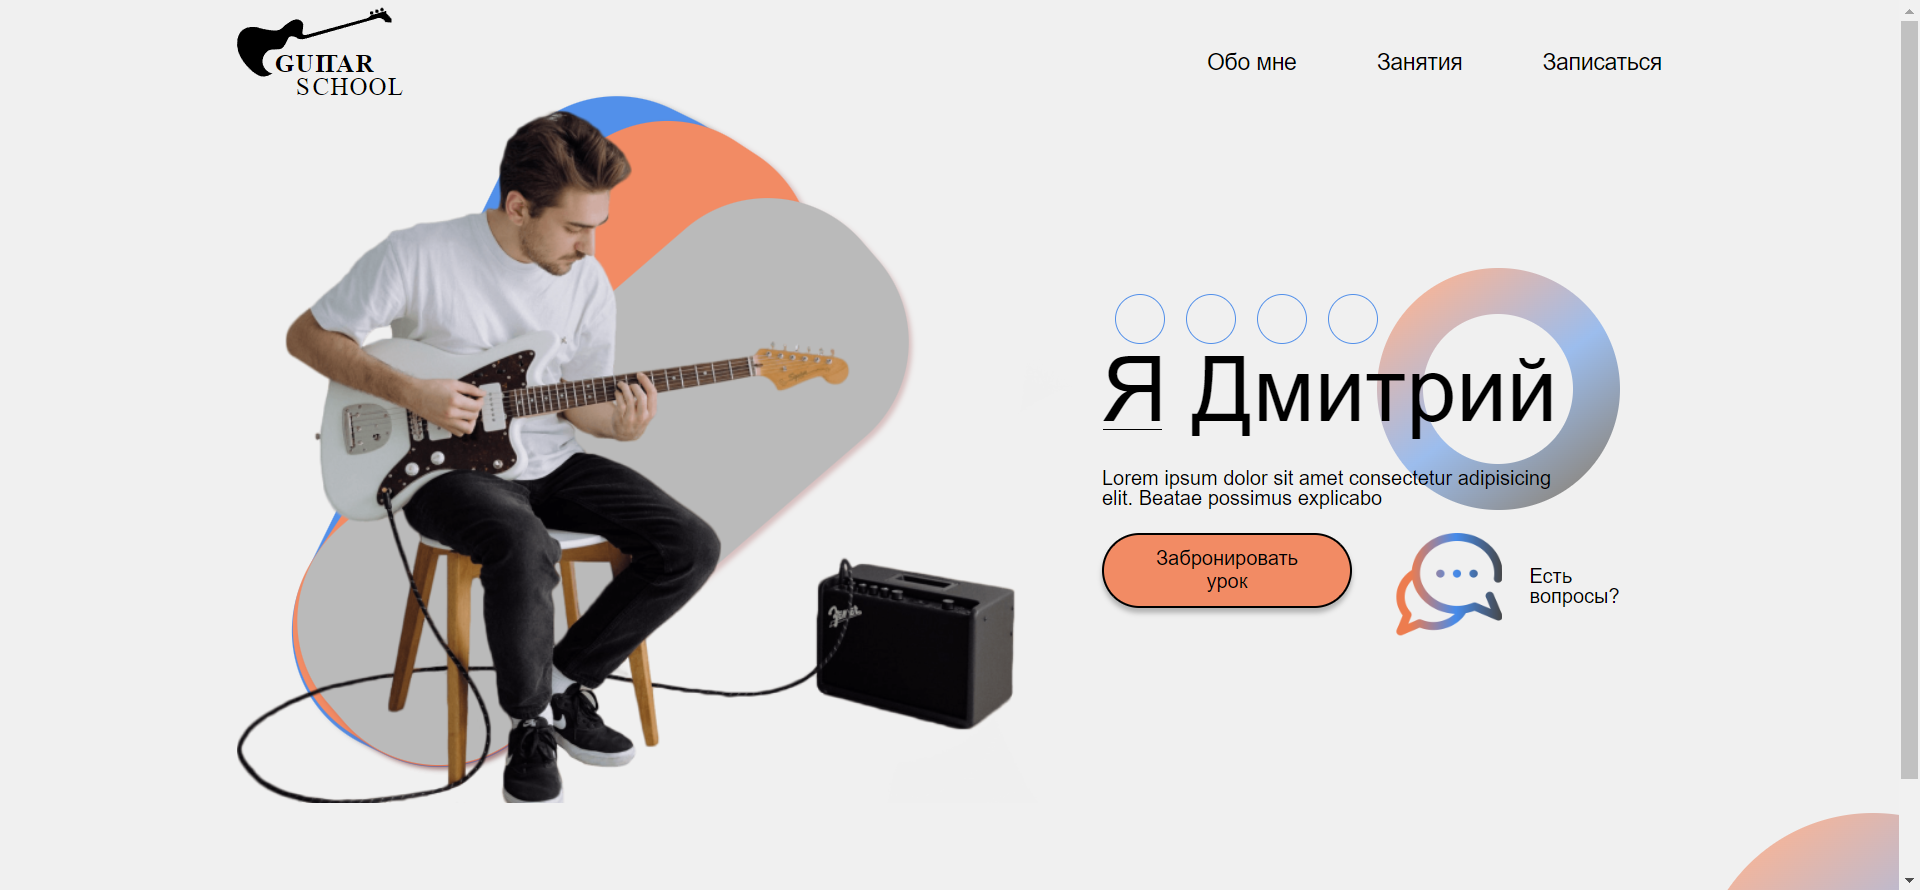 GUITAR
SCHOOL
Обо мне
Занятия
Записаться
Я Дмитрий
Lorem ipsum dolor sit amet consectetur adipisicing
elit. Beatae possimus explicabo
Забронировать
урок
Есть
вопросы?
Fender